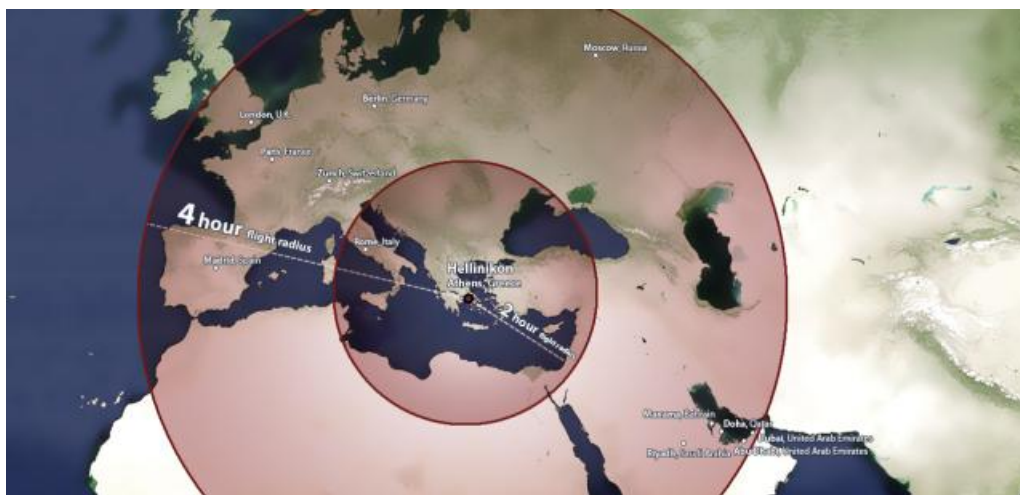 Moscow, Russia
Berlin, Germany
London, U.K.
Paris, France
Zurich, Switzerland
4 hour flight radius
Rome, Italy
Madrid, Spain
Hellinikon
Athens, Greece
2 hour flight radius
Manama, Bahrain
Doha, Qatar
Dubai, United Arab Emirates
Riyadh, Saudi Arabia
Abu Dhabi, United Arab Emirates